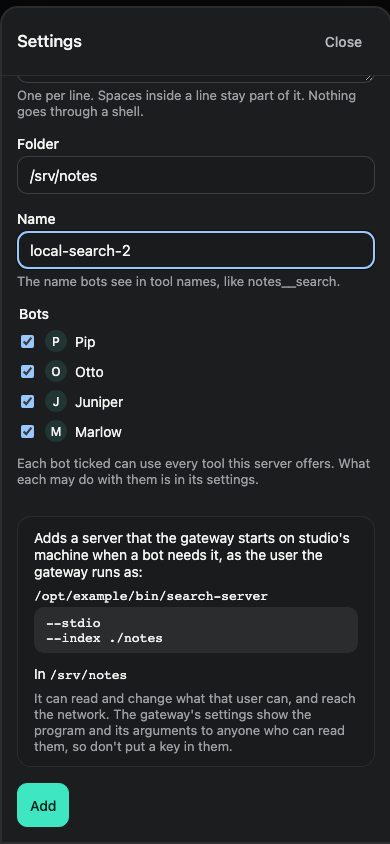 Settings
Close
One per line. Spaces inside a line stay part of it. Nothing
goes through a shell.
Folder
/srv/notes
Name
local-search-2
The name bots see in tool names, like notes__search.
Bots
P Pip
O Otto
J Juniper
M Marlow
Each bot ticked can use every tool this server offers. What
each may do with them is in its settings.
Adds a server that the gateway starts on studio's
machine when a bot needs it, as the user the
gateway runs as:
/opt/example/bin/search-server
--stdio
--index ./notes
In /srv/notes
It can read and change what that user can, and reach
the network. The gateway's settings show the
program and its arguments to anyone who can read
them, so don't put a key in them.
Add